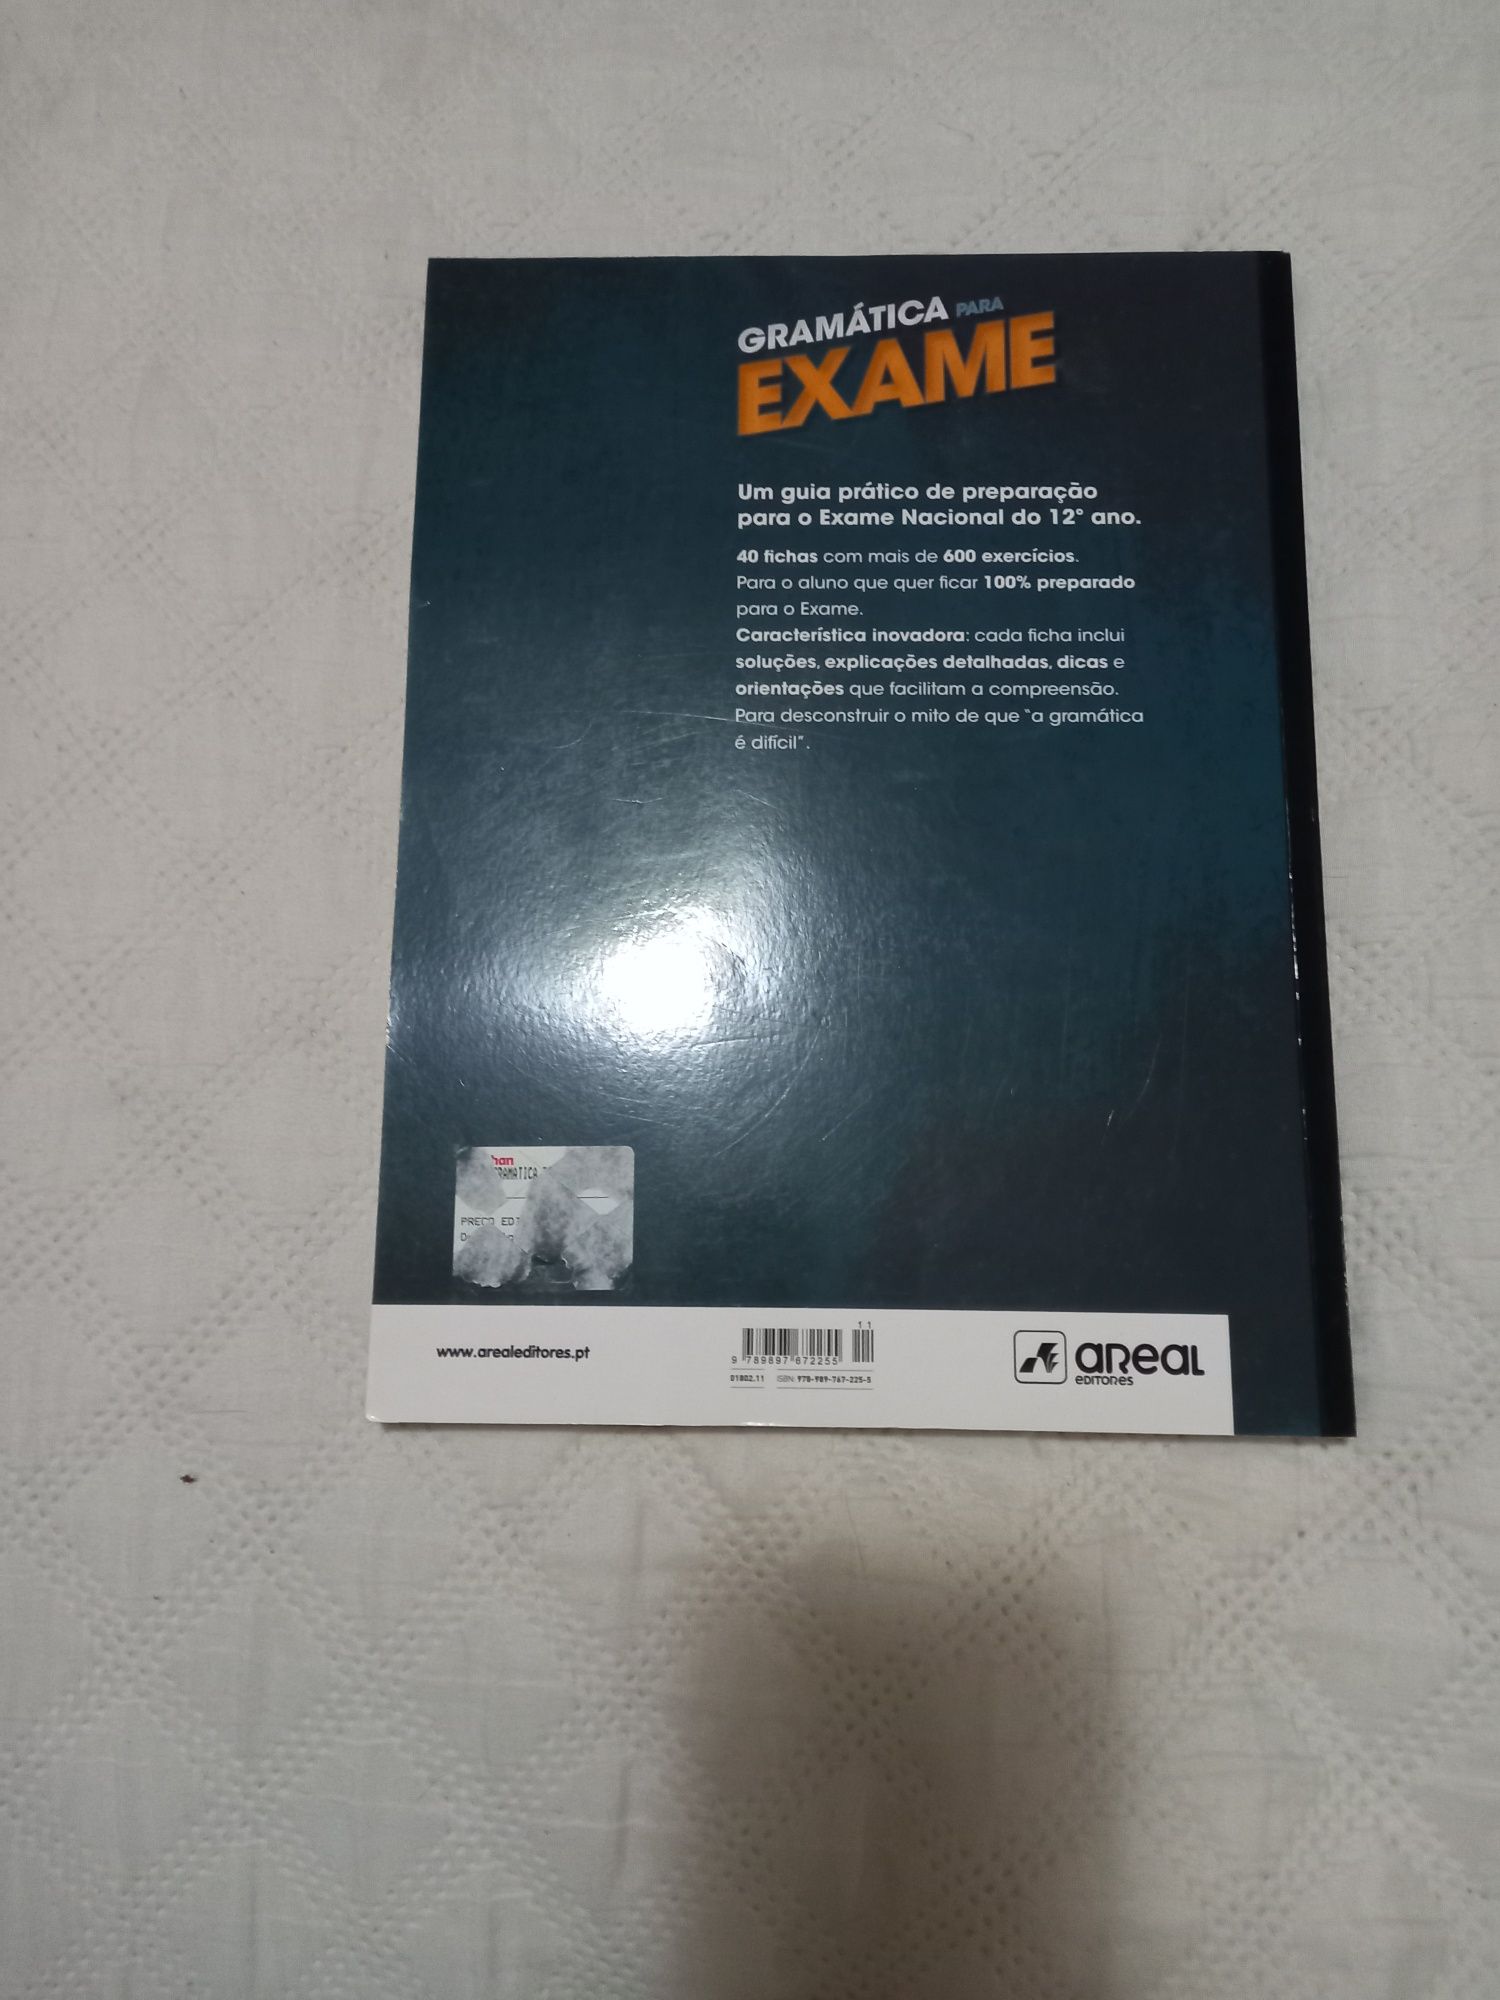 GRAMÁTICA PARA
EXAME
Um guia prático de preparação
para o Exame Nacional do 12° ano.
40 fichas com mais de 600 exercícios.
Para o aluno que quer ficar 100% preparado
para o Exame.
Característica inovadora: cada ficha inclui
soluções, explicações detalhadas, dicas e
orientações que facilitam a compreensão.
Para desconstruir o mito de que "a gramática
é difícil".
PRECO EDI
www.arealeditores.pt
11
9 789897 672255
01802.11 ISBN: 978-989-767-225-5
aReal
EDITORES